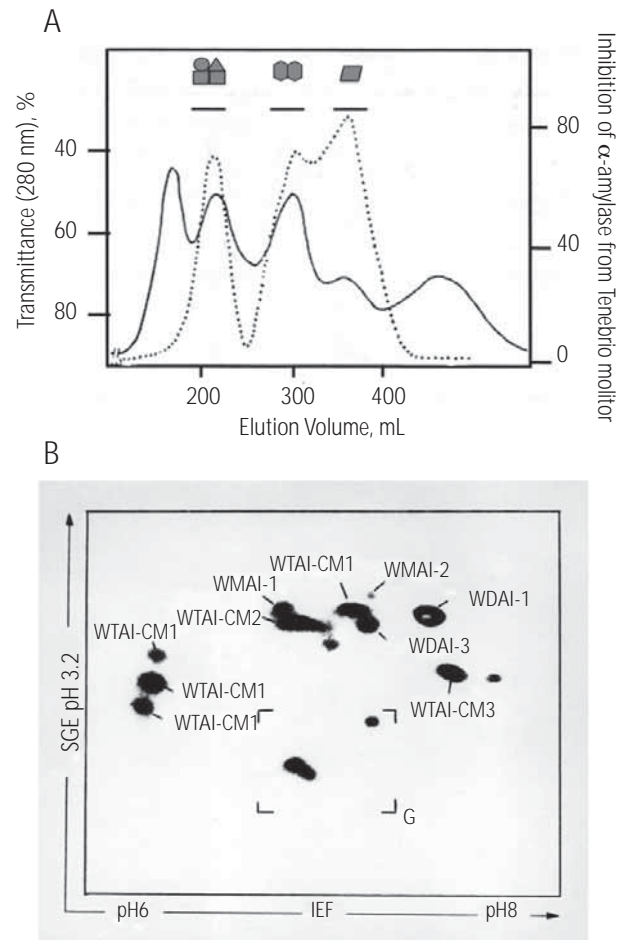 A
Transmittance (280 nm), %
40
60
80
80
40
0
Inhibition of α-amylase from Tenebrio molitor
200
300
400
Elution Volume, mL
B
SGE pH 3.2
WTAI-CM1
WMAI-2
WMAI-1
WDAI-1
WTAI-CM2
WTAI-CM1
WDAI-3
WTAI-CM1
WTAI-CM3
WTAI-CM1
G
pH6
IEF
pH8